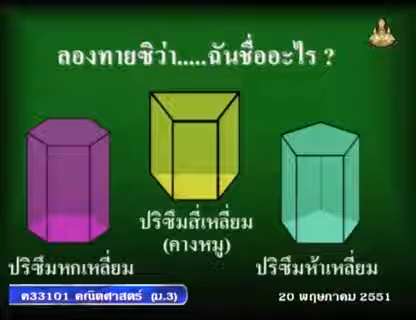 ลองทายซิว่า.....ฉันชื่ออะไร ?
ปริซึมสี่เหลี่ยม
(คางหมู)
ปริซึมหกเหลี่ยม
ปริซึมห้าเหลี่ยม
ค33101 คณิตศาสตร์ (ม.3)
20 พฤษภาคม 2551